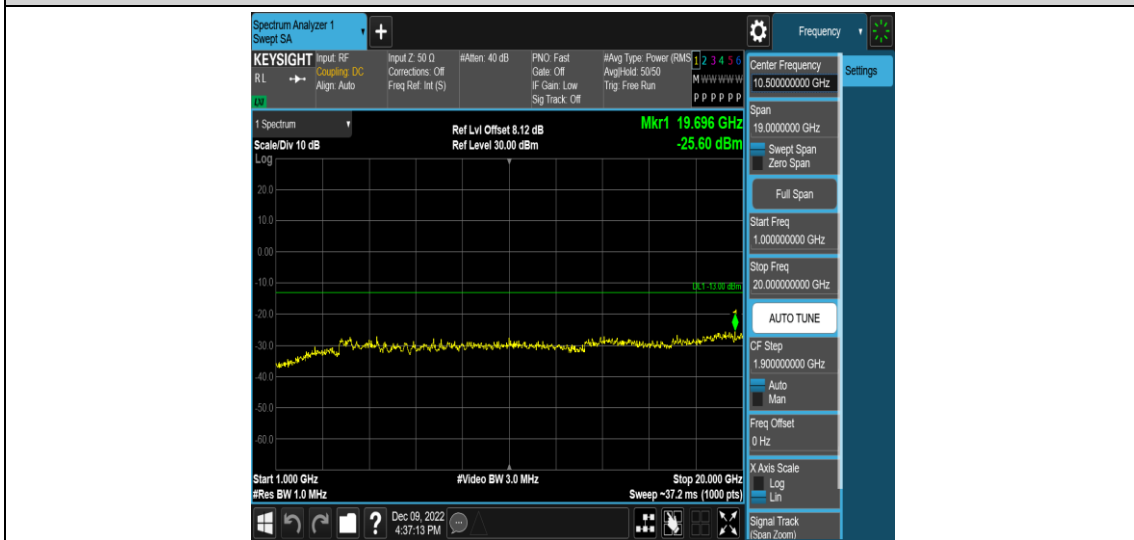 Spectrum Analyzer 1
Swept SA
+
Frequency
KEYSIGHT
Input: RF
Coupling: DC
Align: Auto
RL
LXI
Input Z: 50 Ω
Corrections: Off
Freq Ref: Int (S)
#Atten: 40 dB
PNO: Fast
Gate: Off
IF Gain: Low
Sig Track: Off
#Avg Type: Power (RMS
Avg|Hold: 50/50
Trig: Free Run
1 2 3 4 5 6
M W W W W W
P P P P P P
Center Frequency
10.500000000 GHz
Settings
1 Spectrum
Ref Lvl Offset 8.12 dB
Mkr1 19.696 GHz
Scale/Div 10 dB
Ref Level 30.00 dBm
-25.60 dBm
Log
20.0
10.0
0.00
-10.0
-20.0
-30.0
-40.0
-50.0
-60.0
DL1 -13.00 dBm
1
Span
19.0000000 GHz
Swept Span
Zero Span
Full Span
Start Freq
1.000000000 GHz
Stop Freq
20.000000000 GHz
AUTO TUNE
CF Step
1.900000000 GHz
Auto
Man
Freq Offset
0 Hz
X Axis Scale
Log
Lin
Signal Track
(Span Zoom)
Start 1.000 GHz
#Video BW 3.0 MHz
Stop 20.000 GHz
#Res BW 1.0 MHz
Sweep ~37.2 ms (1000 pts)
?
Dec 09, 2022
4:37:13 PM